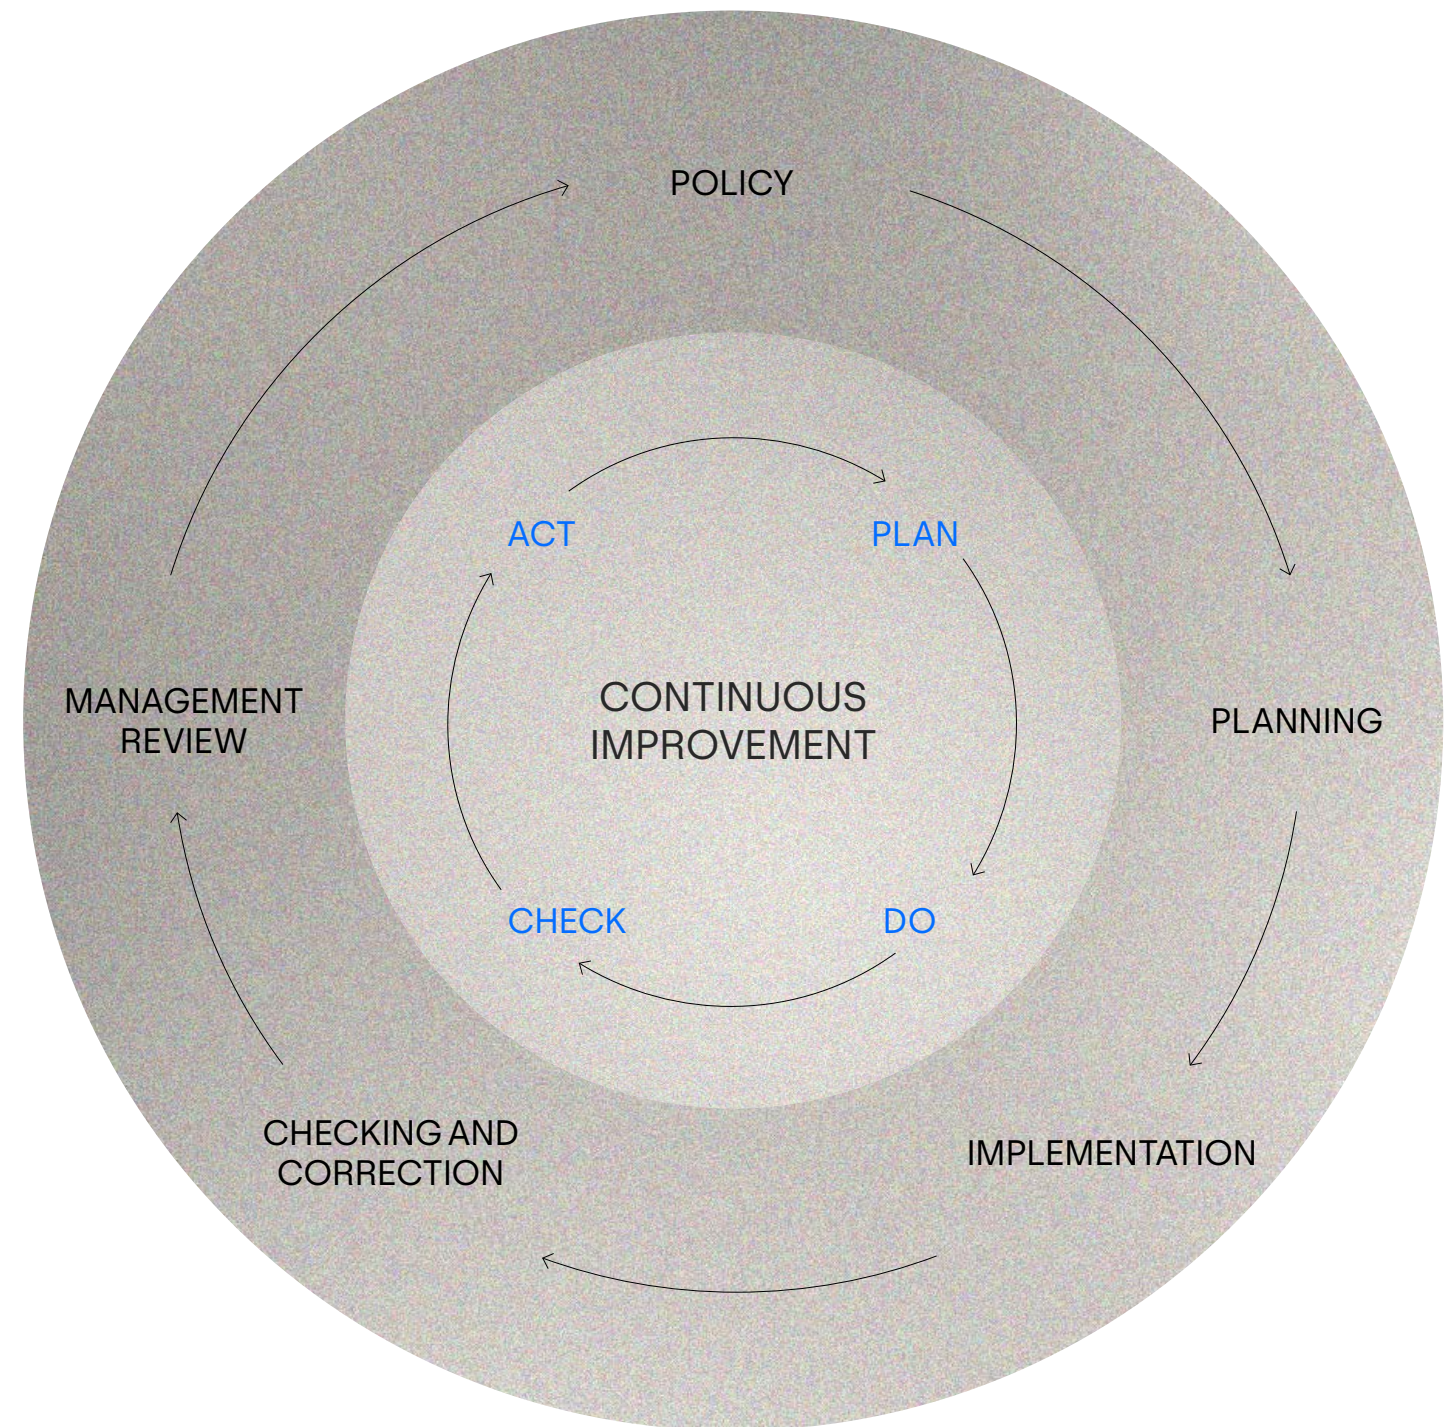 POLICY
ACT
PLAN
MANAGEMENT
REVIEW
CONTINUOUS
IMPROVEMENT
PLANNING
CHECK
DO
CHECKING AND
CORRECTION
IMPLEMENTATION